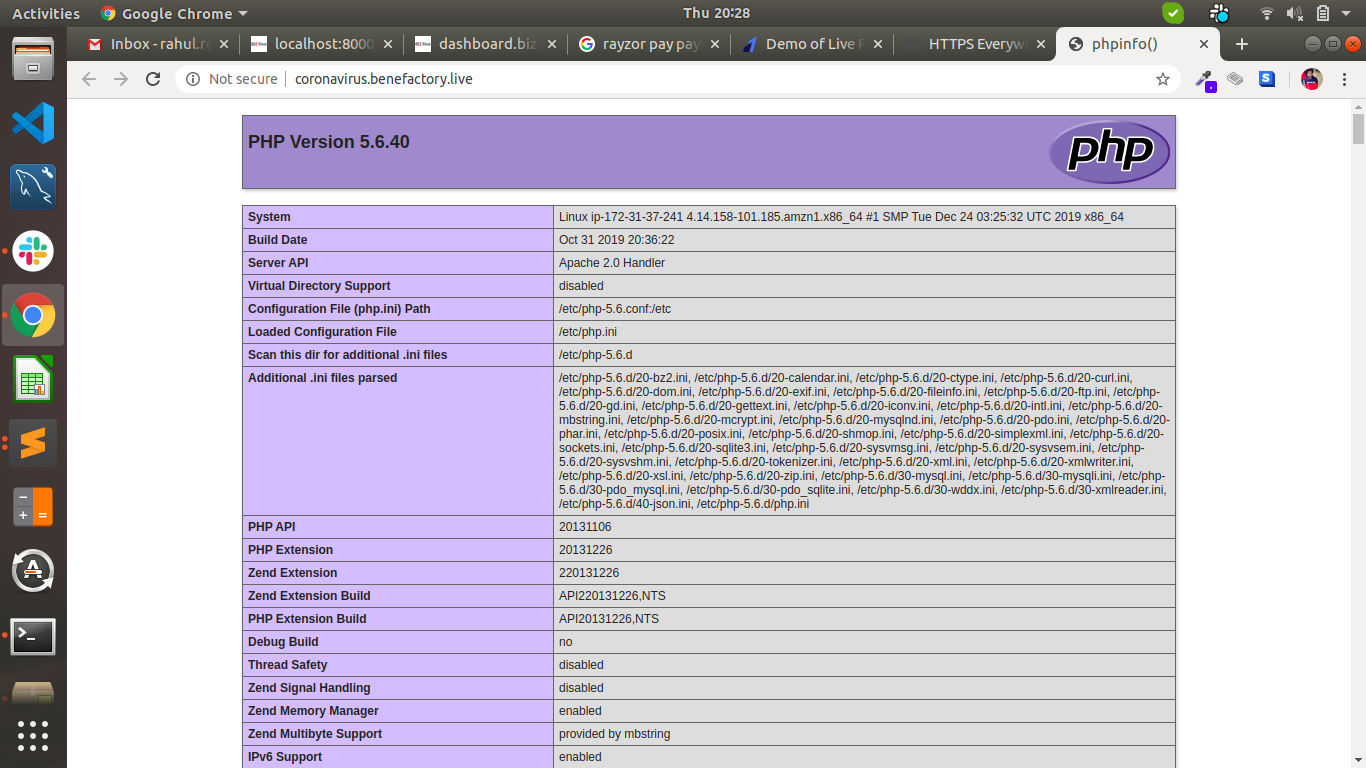 Activities Google Chrome Thu 20:28
Inbox - rahul.r localhost:8000 dashboard.biz rayzor pay pay Demo of Live HTTPS Everyw phpinfo()
Not secure coronavirus.benefactory.live
PHP Version 5.6.40 php
System Linux ip-172-31-37-241 4.14.158-101.185.amzn1.x86_64 #1 SMP Tue Dec 24 03:25:32 UTC 2019 x86_64
Build Date Oct 31 2019 20:36:22
Server API Apache 2.0 Handler
Virtual Directory Support disabled
Configuration File (php.ini) Path /etc/php-5.6.conf:/etc
Loaded Configuration File /etc/php.ini
Scan this dir for additional .ini files /etc/php-5.6.d
Additional .ini files parsed /etc/php-5.6.d/20-bz2.ini, /etc/php-5.6.d/20-calendar.ini, /etc/php-5.6.d/20-ctype.ini, /etc/php-5.6.d/20-curl.ini,
/etc/php-5.6.d/20-dom.ini, /etc/php-5.6.d/20-exif.ini, /etc/php-5.6.d/20-fileinfo.ini, /etc/php-5.6.d/20-ftp.ini, /etc/php-
5.6.d/20-gd.ini, /etc/php-5.6.d/20-gettext.ini, /etc/php-5.6.d/20-iconv.ini, /etc/php-5.6.d/20-intl.ini, /etc/php-5.6.d/20-
mbstring.ini, /etc/php-5.6.d/20-mcrypt.ini, /etc/php-5.6.d/20-mysqlnd.ini, /etc/php-5.6.d/20-pdo.ini, /etc/php-5.6.d/20-
phar.ini, /etc/php-5.6.d/20-posix.ini, /etc/php-5.6.d/20-shmop.ini, /etc/php-5.6.d/20-simplexml.ini, /etc/php-5.6.d/20-
sockets.ini, /etc/php-5.6.d/20-sqlite3.ini, /etc/php-5.6.d/20-sysvmsg.ini, /etc/php-5.6.d/20-sysvsem.ini, /etc/php-
5.6.d/20-sysvshm.ini, /etc/php-5.6.d/20-tokenizer.ini, /etc/php-5.6.d/20-xml.ini, /etc/php-5.6.d/20-xmlwriter.ini,
/etc/php-5.6.d/20-xsl.ini, /etc/php-5.6.d/20-zip.ini, /etc/php-5.6.d/30-mysql.ini, /etc/php-5.6.d/30-mysqli.ini, /etc/php-
5.6.d/30-pdo_mysql.ini, /etc/php-5.6.d/30-pdo_sqlite.ini, /etc/php-5.6.d/30-wddx.ini, /etc/php-5.6.d/30-xmlreader.ini,
/etc/php-5.6.d/40-json.ini, /etc/php-5.6.d/php.ini
PHP API 20131106
PHP Extension 20131226
Zend Extension 220131226
Zend Extension Build API220131226,NTS
PHP Extension Build API20131226,NTS
Debug Build no
Thread Safety disabled
Zend Signal Handling disabled
Zend Memory Manager enabled
Zend Multibyte Support provided by mbstring
IPv6 Support enabled